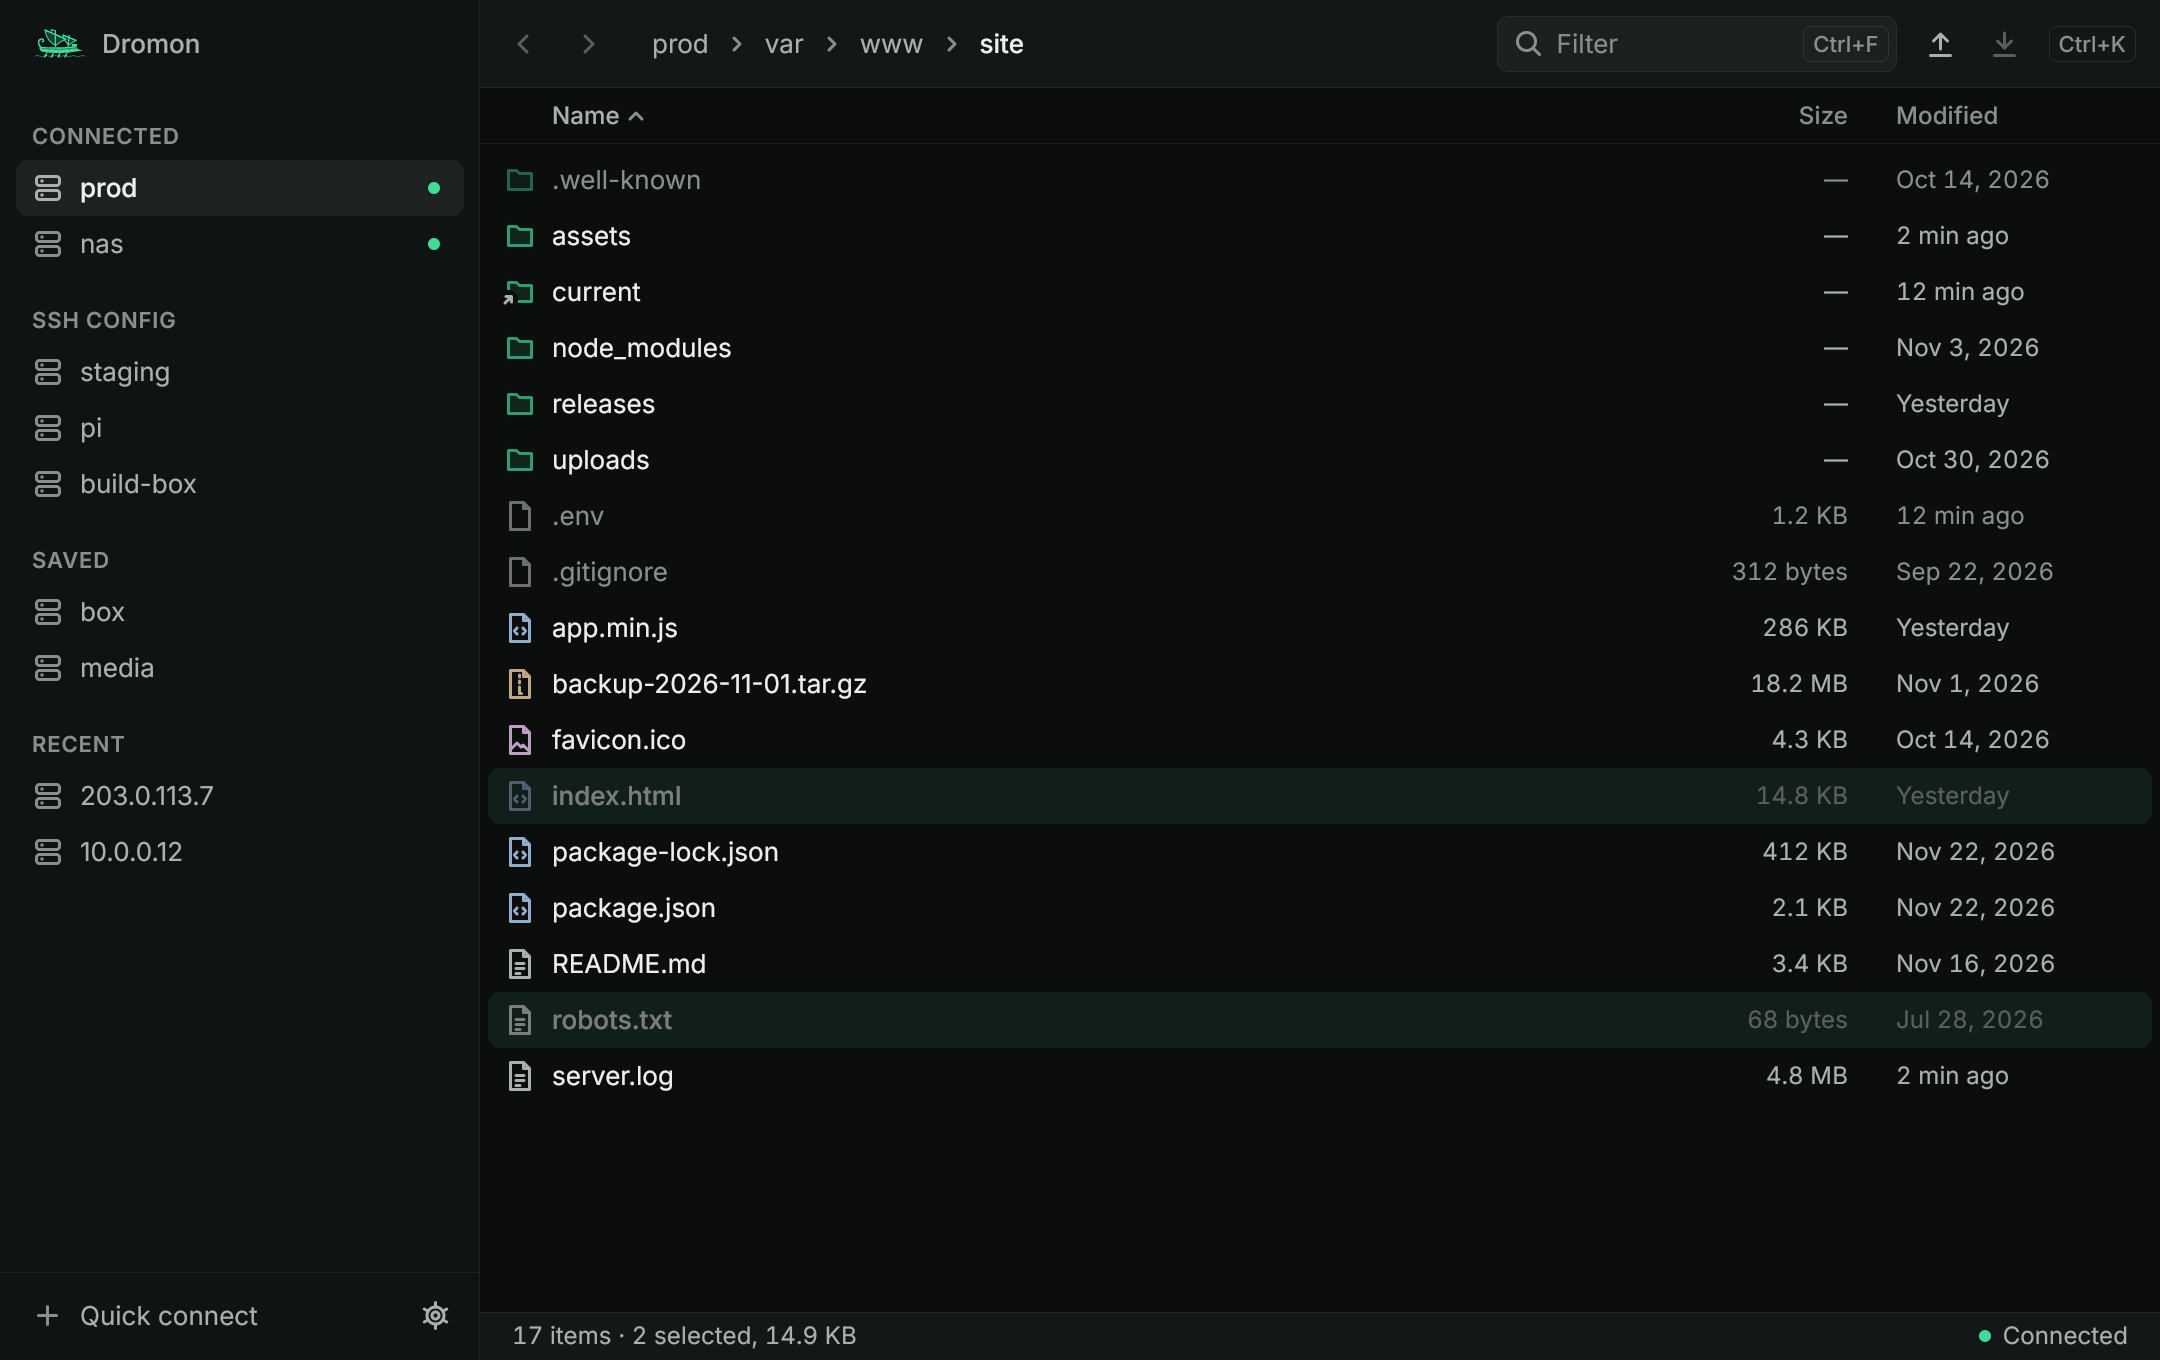 Dromon
CONNECTED
prod
nas
SSH CONFIG
staging
pi
build-box
SAVED
box
media
RECENT
203.0.113.7
10.0.0.12
Quick connect
prod var www site
Filter Ctrl+F Ctrl+K
Name Size Modified
.well-known — Oct 14, 2026
assets — 2 min ago
current — 12 min ago
node_modules — Nov 3, 2026
releases — Yesterday
uploads — Oct 30, 2026
.env 1.2 KB 12 min ago
.gitignore 312 bytes Sep 22, 2026
app.min.js 286 KB Yesterday
backup-2026-11-01.tar.gz 18.2 MB Nov 1, 2026
favicon.ico 4.3 KB Oct 14, 2026
index.html 14.8 KB Yesterday
package-lock.json 412 KB Nov 22, 2026
package.json 2.1 KB Nov 22, 2026
README.md 3.4 KB Nov 16, 2026
robots.txt 68 bytes Jul 28, 2026
server.log 4.8 MB 2 min ago
17 items · 2 selected, 14.9 KB Connected